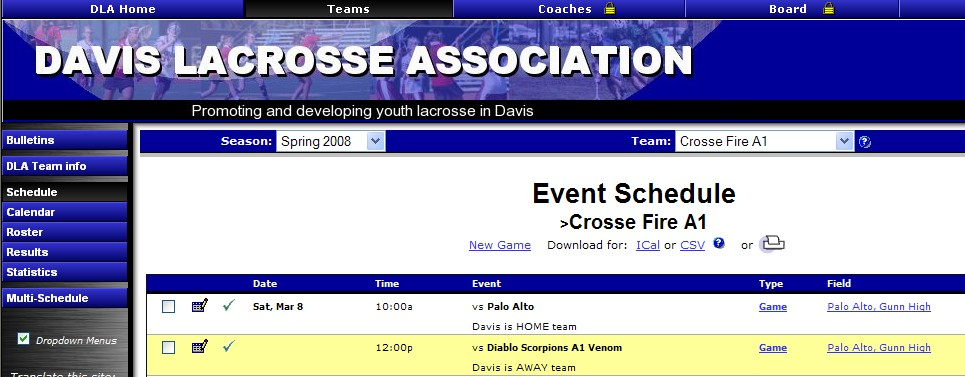 DLA Home Teams Coaches Board
DAVIS LACROSSE ASSOCIATION
Promoting and developing youth lacrosse in Davis
Bulletins
DLA Team info
Schedule
Calendar
Roster
Results
Statistics
Multi-Schedule
Dropdown Menus
Translate this site:
Season: Spring 2008 Team: Crosse Fire A1 ?
Event Schedule
>Crosse Fire A1
New Game Download for: ICal or CSV ? or
Date Time Event Type Field
Sat, Mar 8 10:00a vs Palo Alto Game Palo Alto, Gunn High
Davis is HOME team
12:00p vs Diablo Scorpions A1 Venom Game Palo Alto, Gunn High
Davis is AWAY team